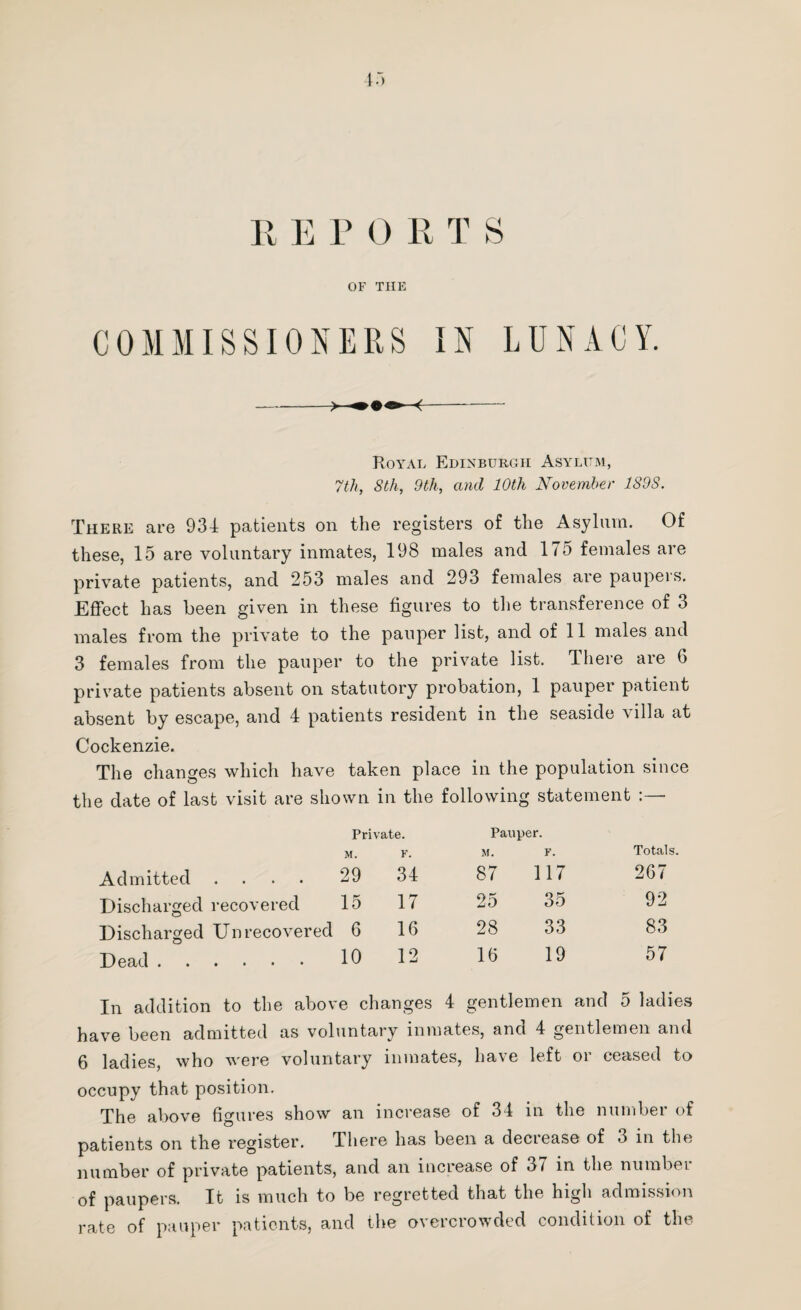 45
REPORTS
OF THE
COMMISSIONERS IN LUNACY.
Royal Edinburgh Asylum,
7th, 8th, 9th, and 10th November 1898.
There are 934 patients on the registers of the Asylum. Of
these, 15 are voluntary inmates, 198 males and 175 females are
private patients, and 253 males and 293 females are paupers.
Effect has been given in these figures to the transference of 3
males from the private to the pauper list, and of 11 males and
3 females from the pauper to the private list. There are 6
private patients absent on statutory probation, 1 pauper patient
absent by escape, and 4 patients resident in the seaside villa at
Cockenzie.
The changes which have taken place in the population since
the date of last visit are shown in the following statement :—
Private. Pauper.
M. F. M. F. Totals.
Admitted . . . . 29 34 87 117 267
Discharged recovered 15 17 25 35 92
Discharged Unrecovered 6 16 28 33 83
Dead . . . . . . 10 12 16 19 57
In addition to the above changes 4 gentlemen and 5 ladies
have been admitted as voluntary inmates, and 4 gentlemen and
6 ladies, who were voluntary inmates, have left or ceased to
occupy that position.
The above figures show an increase of 34 in the number of
patients on the register. There has been a decrease of 3 in the
number of private patients, and an increase of 37 in the number
of paupers. It is much to be regretted that the high admission
rate of pauper patients, and the overcrowded condition of the